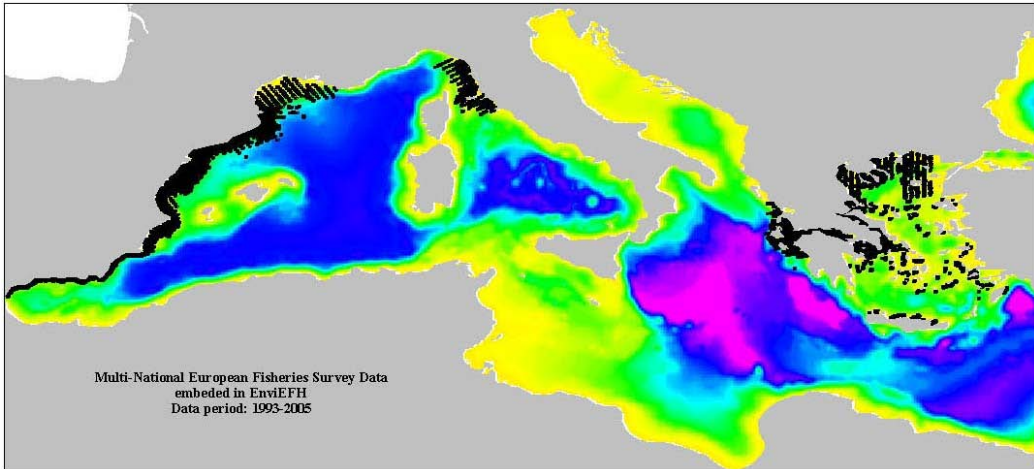 Multi-National European Fisheries Survey Data
embeded in EnviEFH
Data period: 1993-2005